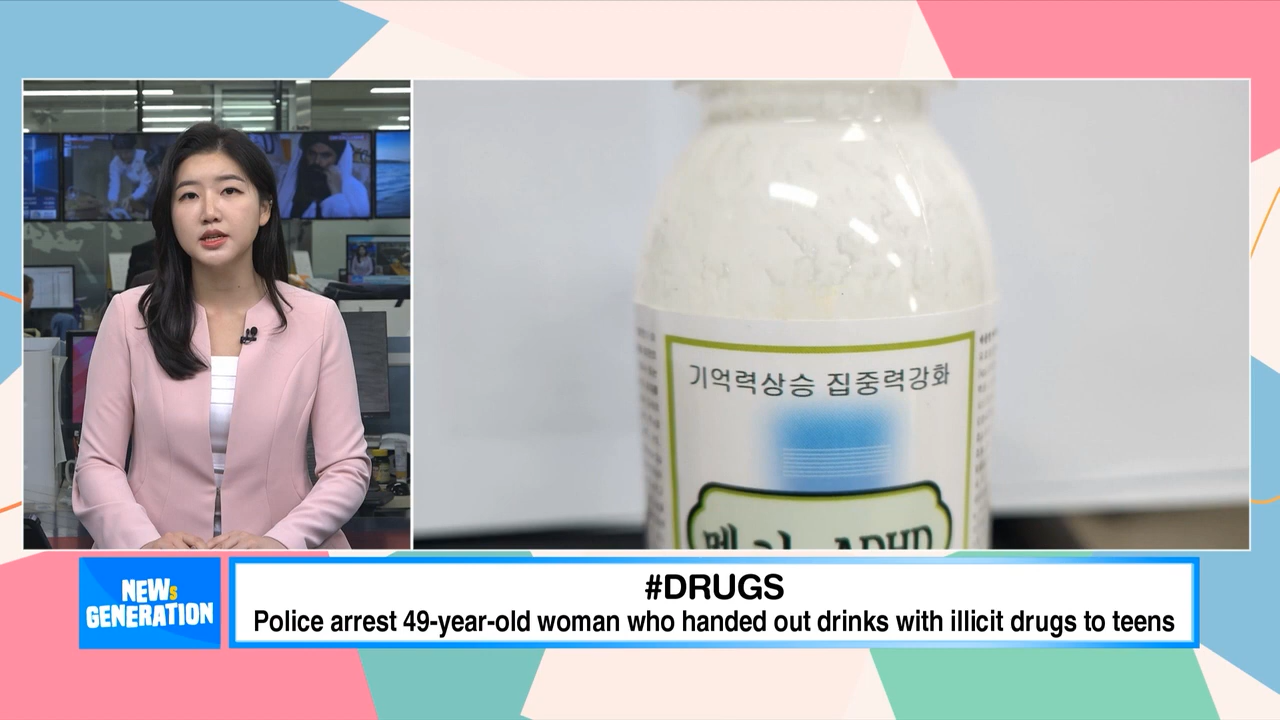 기억력상승 집중력강화
ADHD
NEWs
GENERATION
#DRUGS
Police arrest 49-year-old woman who handed out drinks with illicit drugs to teens